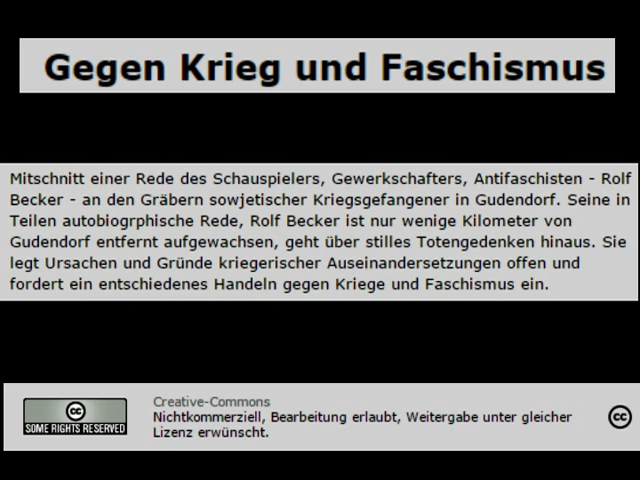 Gegen Krieg und Faschismus
Mitschnitt einer Rede des Schauspielers, Gewerkschafters, Antifaschisten - Rolf
Becker - an den Gräbern sowjetischer Kriegsgefangener in Gudendorf. Seine in
Teilen autobiogrphische Rede, Rolf Becker ist nur wenige Kilometer von
Gudendorf entfernt aufgewachsen, geht über stilles Totengedenken hinaus. Sie
legt Ursachen und Gründe kriegerischer Auseinandersetzungen offen und
fordert ein entschiedenes Handeln gegen Kriege und Faschismus ein.
cc
SOME RIGHTS RESERVED
Creative-Commons
Nichtkommerziell, Bearbeitung erlaubt, Weitergabe unter gleicher
Lizenz erwünscht.
cc